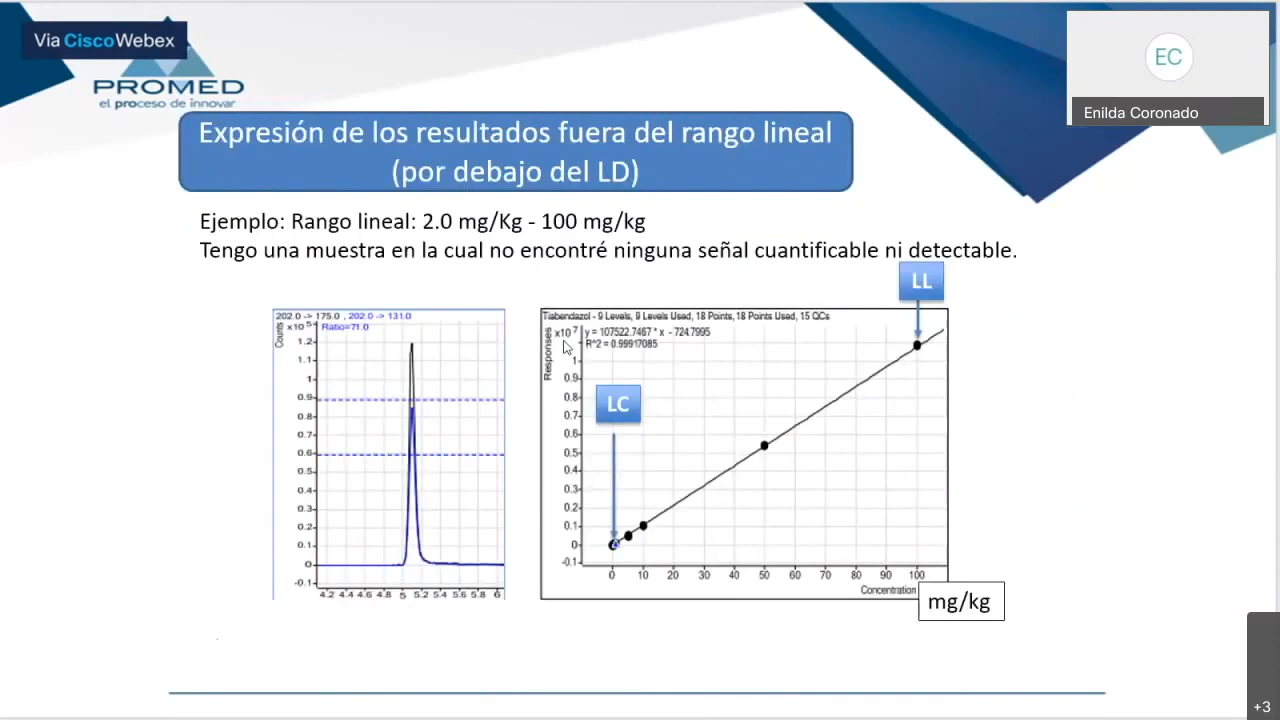 Via Cisco Webex
PROMED
el proceso de innovar
EC
Enilda Coronado
Expresión de los resultados fuera del rango lineal
(por debajo del LD)
Ejemplo: Rango lineal: 2.0 mg/Kg - 100 mg/kg
Tengo una muestra en la cual no encontré ninguna señal cuantificable ni detectable.
202.0 -> 175.0 , 202.0 -> 131.0
Counts
x10 5
Ratio=71.0
1.2
1.1
1
0.9
0.8
0.7
0.6
0.5
0.4
0.3
0.2
0.1
0
-0.1
4.2 4.4 4.6 4.8 5 5.2 5.4 5.6 5.8 6
Tiabendazol - 9 Levels, 9 Levels Used, 18 Points, 18 Points Used, 15 QCs
Responses
x10 7
y = 107522.7467 * x - 724.7995
R^2 = 0.99917085
1
0.9
0.8
0.7
0.6
0.5
0.4
0.3
0.2
0.1
0
-0.1
LC
LL
0 10 20 30 40 50 60 70 80 90 100
Concentration
mg/kg
+3